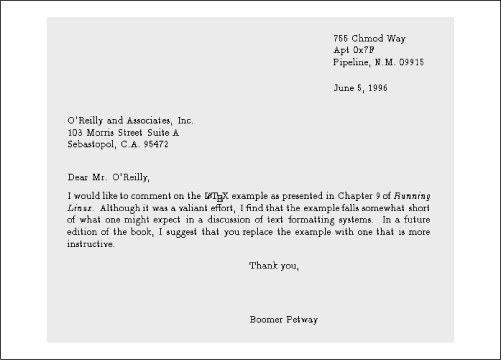 755 Chmod Way
Apt 0x7F
Pipeline, N.M. 09915
June 5, 1996
O'Reilly and Associates, Inc.
103 Morris Street Suite A
Sebastopol, C.A. 95472
Dear Mr. O'Reilly,
I would like to comment on the LATEX example as presented in Chapter 9 of Running
Linux. Although it was a valiant effort, I find that the example falls somewhat short
of what one might expect in a discussion of text formatting systems. In a future
edition of the book, I suggest that you replace the example with one that is more
instructive.
Thank you,
Boomer Petway